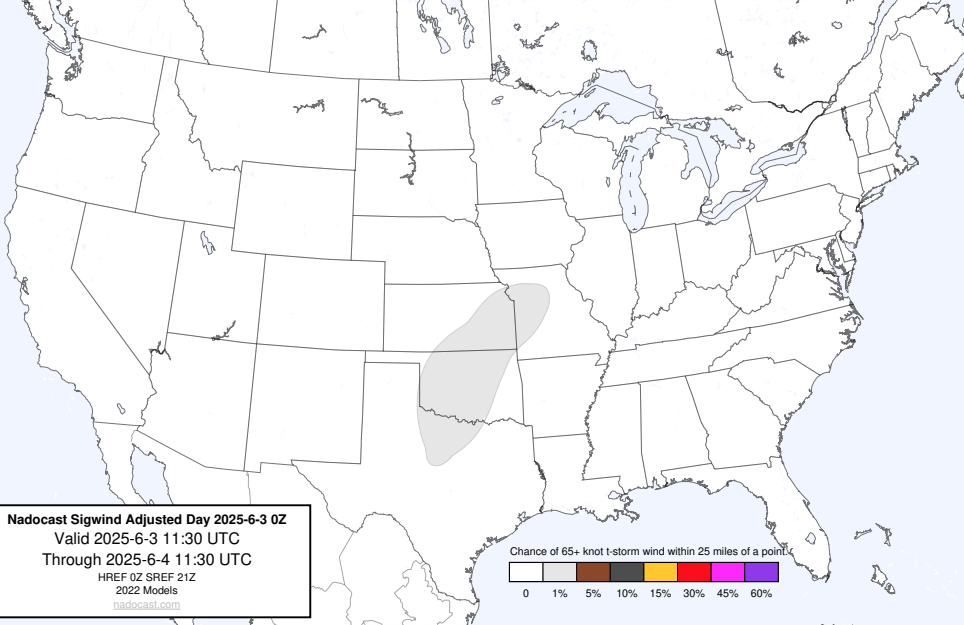 Nadocast Sigwind Adjusted Day 2025-6-3 0Z
Valid 2025-6-3 11:30 UTC
Through 2025-6-4 11:30 UTC
HREF 0Z SREF 21Z
2022 Models
nadocast.com
Chance of 65+ knot t-storm wind within 25 miles of a point.
0 1% 5% 10% 15% 30% 45% 60%